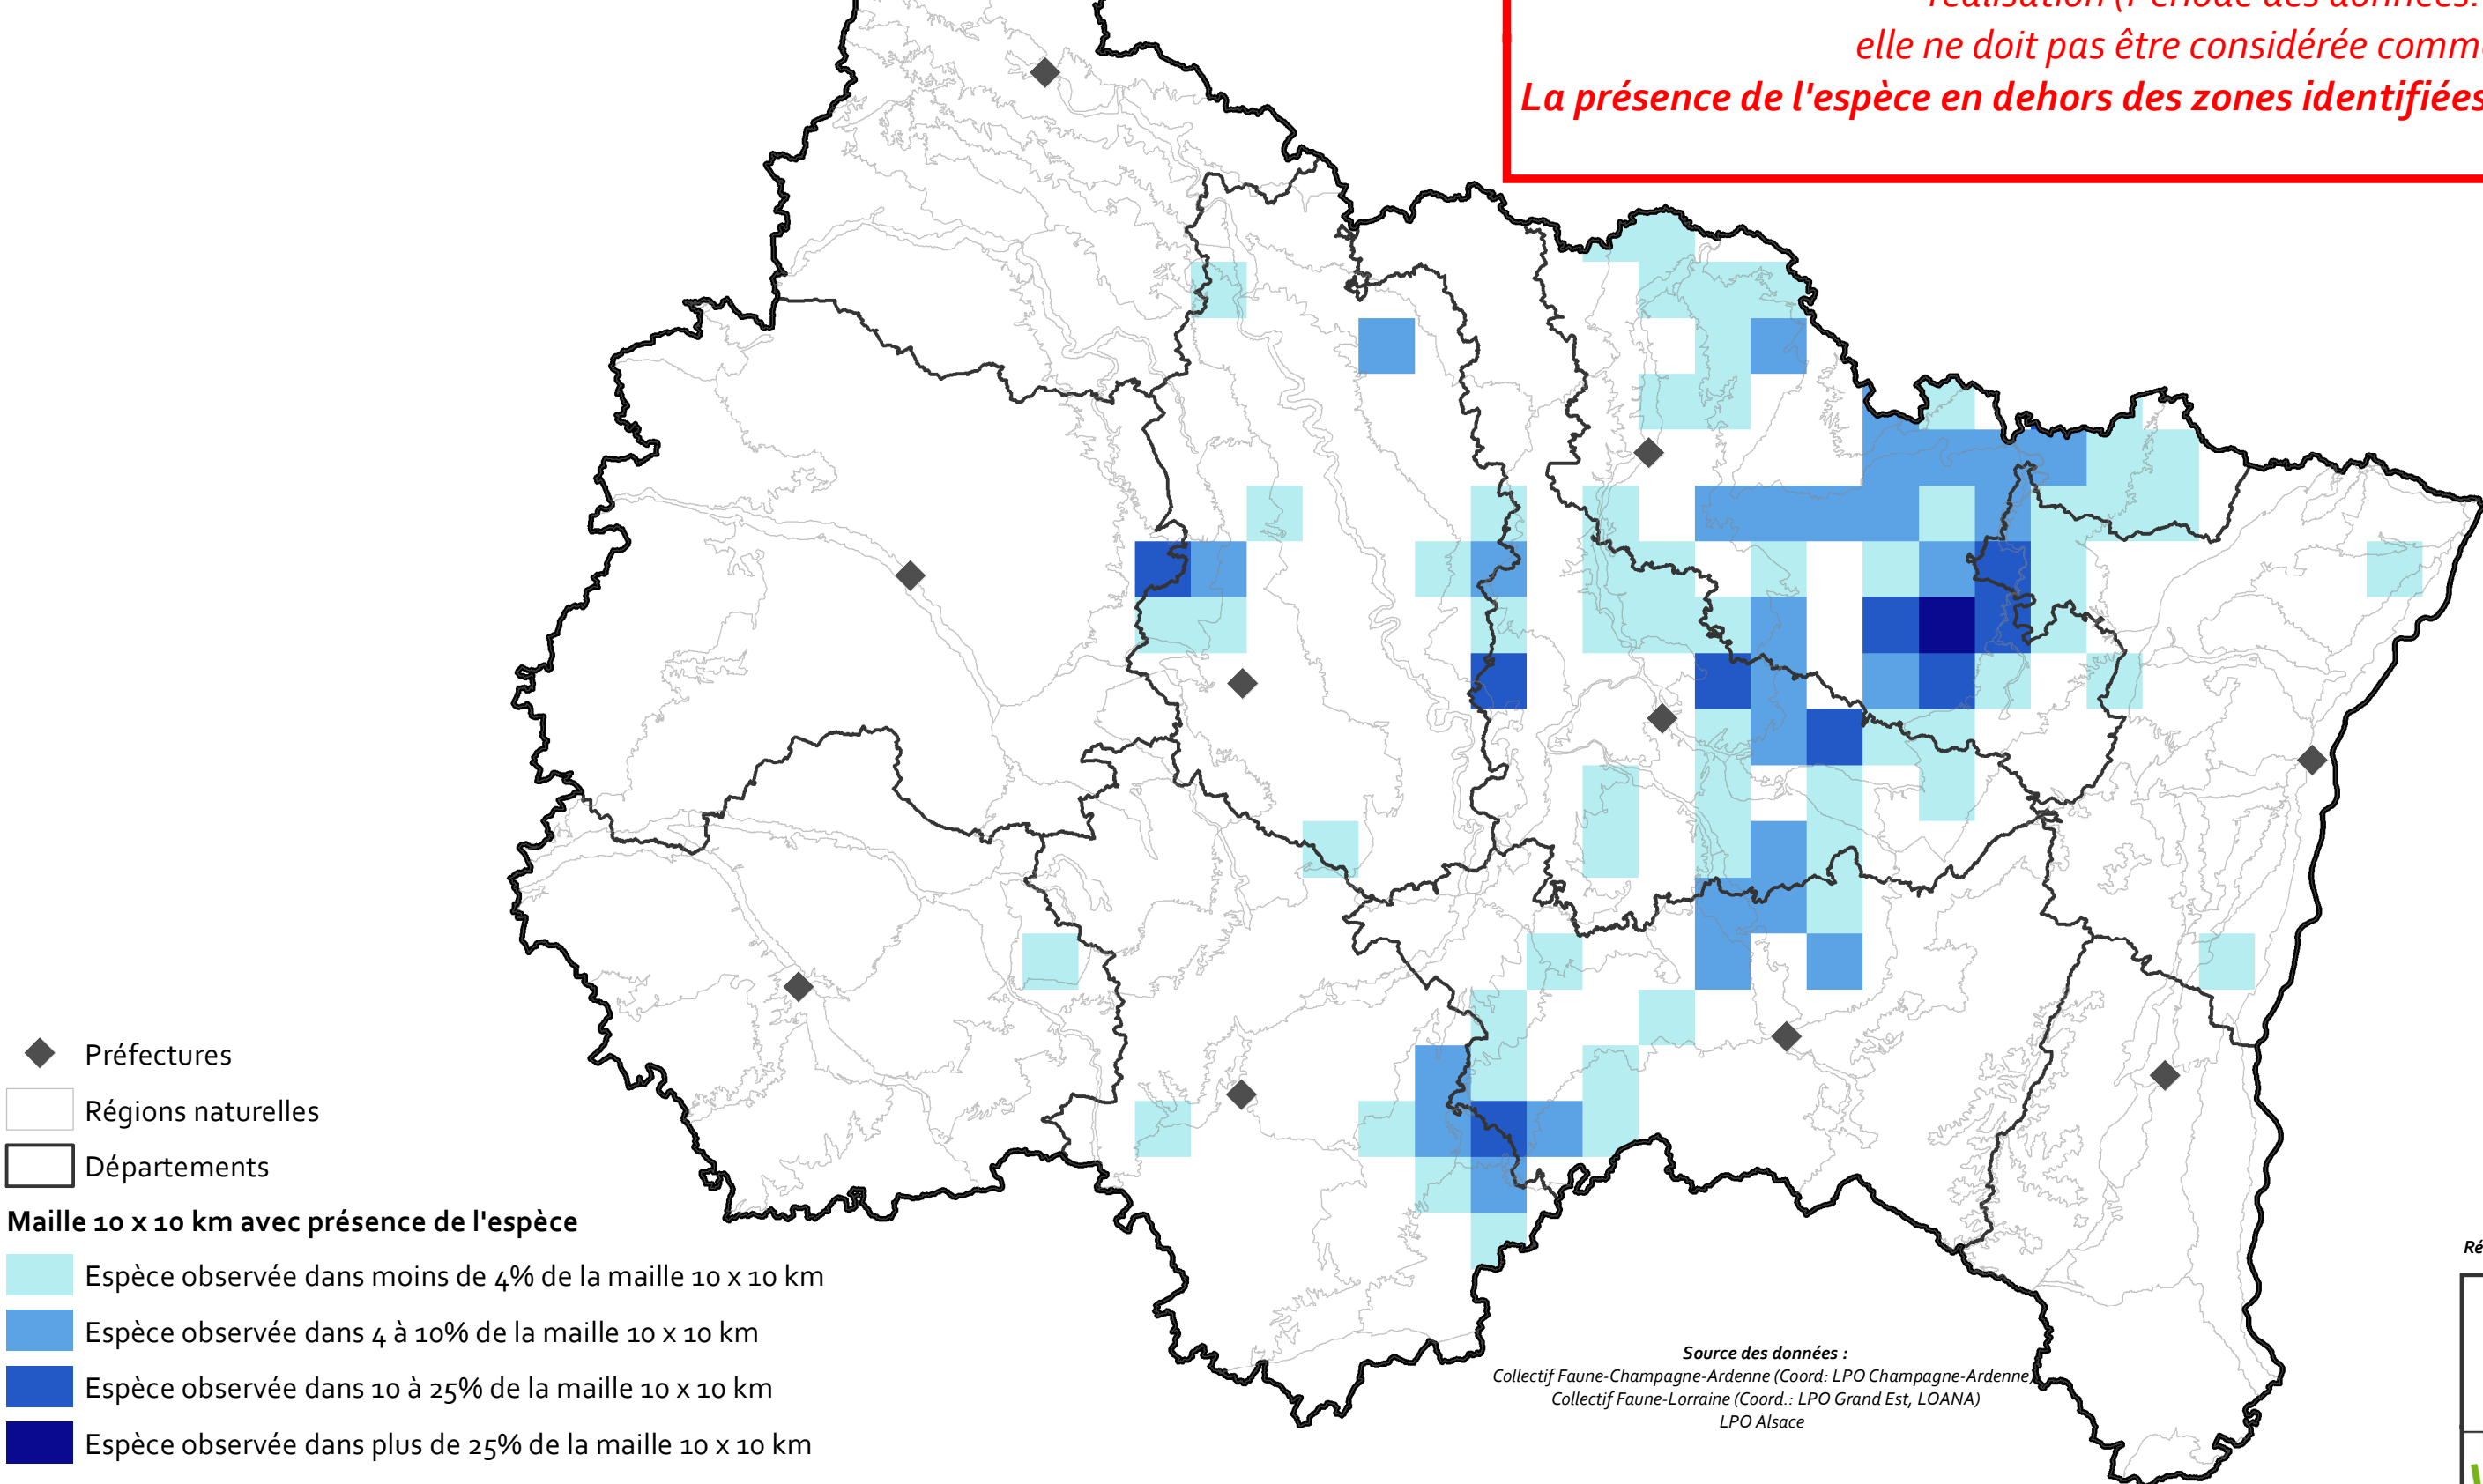 elle ne doit pas être considérée comme
La présence de l'espèce en dehors des zones identifiées
Préfectures
Régions naturelles
Départements
Maille 10 x 10 km avec présence de l'espèce
Espèce observée dans moins de 4% de la maille 10 x 10 km
Espèce observée dans 4 à 10% de la maille 10 x 10 km
Espèce observée dans 10 à 25% de la maille 10 x 10 km
Espèce observée dans plus de 25% de la maille 10 x 10 km
Source des données :
Collectif Faune-Champagne-Ardenne (Coord: LPO Champagne-Ardenne)
Collectif Faune-Lorraine (Coord.: LPO Grand Est, LOANA)
LPO Alsace